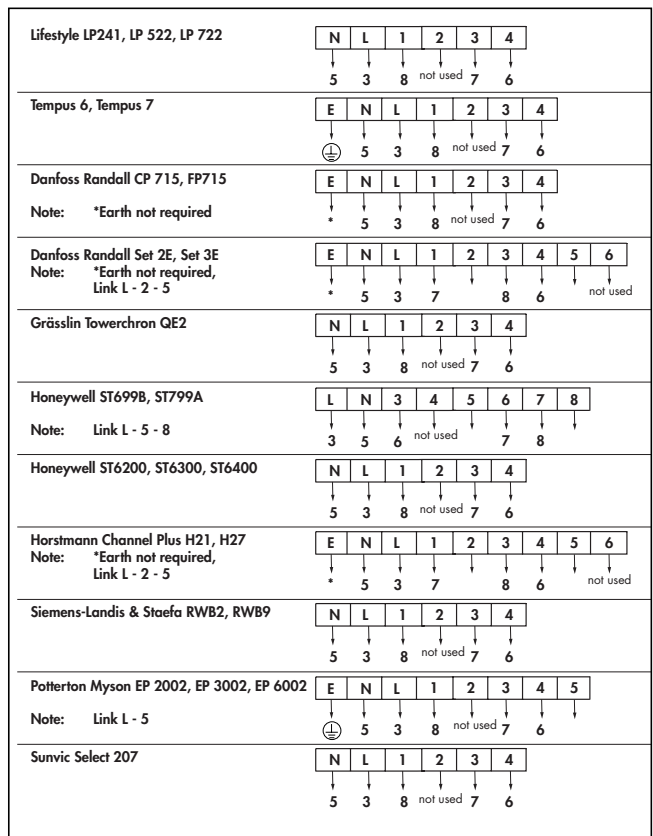 Lifestyle LP241, LP 522, LP 722
N L 1 2 3 4
5 3 8 not used 7 6
Tempus 6, Tempus 7
E N L 1 2 3 4
5 3 8 not used 7 6
Danfoss Randall CP 715, FP715
E N L 1 2 3 4
Note: *Earth not required
* 5 3 8 not used 7 6
Danfoss Randall Set 2E, Set 3E
E N L 1 2 3 4 5 6
Note: *Earth not required,
Link L - 2 - 5
* 5 3 7 8 6 not used
Grässlin Towerchron QE2
N L 1 2 3 4
5 3 8 not used 7 6
Honeywell ST699B, ST799A
L N 3 4 5 6 7 8
Note: Link L - 5 - 8
3 5 6 not used 7 8
Honeywell ST6200, ST6300, ST6400
N L 1 2 3 4
5 3 8 not used 7 6
Horstmann Channel Plus H21, H27
E N L 1 2 3 4 5 6
Note: *Earth not required,
Link L - 2 - 5
* 5 3 7 8 6 not used
Siemens-Landis & Staefa RWB2, RWB9
N L 1 2 3 4
5 3 8 not used 7 6
Potterton Myson EP 2002, EP 3002, EP 6002
E N L 1 2 3 4 5
Note: Link L - 5
5 3 8 not used 7 6
Sunvic Select 207
N L 1 2 3 4
5 3 8 not used 7 6